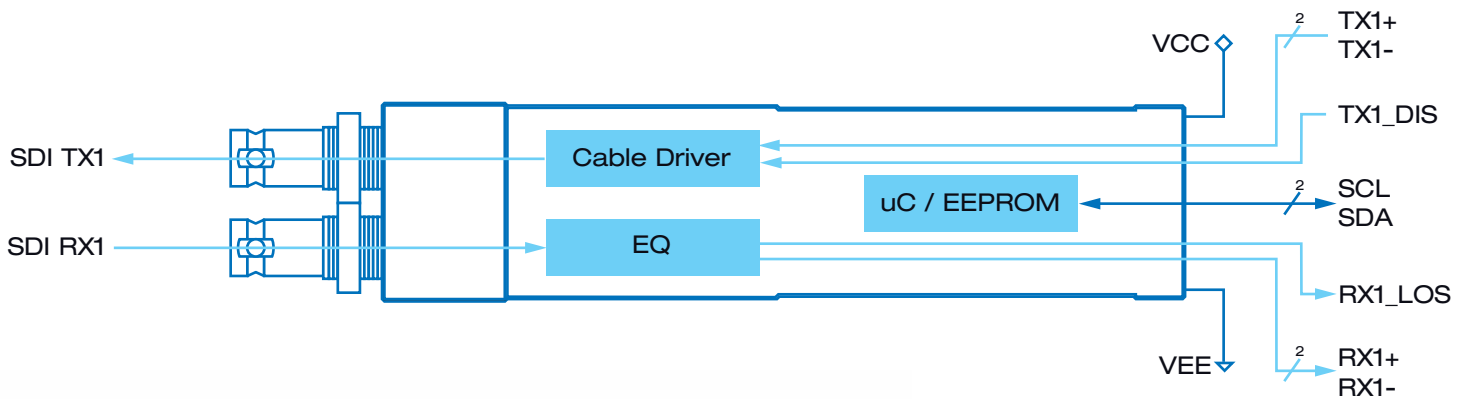 2
TX1+
VCC
TX1-
TX1_DIS
SDI TX1
Cable Driver
2
SCL
uC / EEPROM
SDA
SDI RX1
EQ
RX1_LOS
2
RX1+
VEE
RX1-